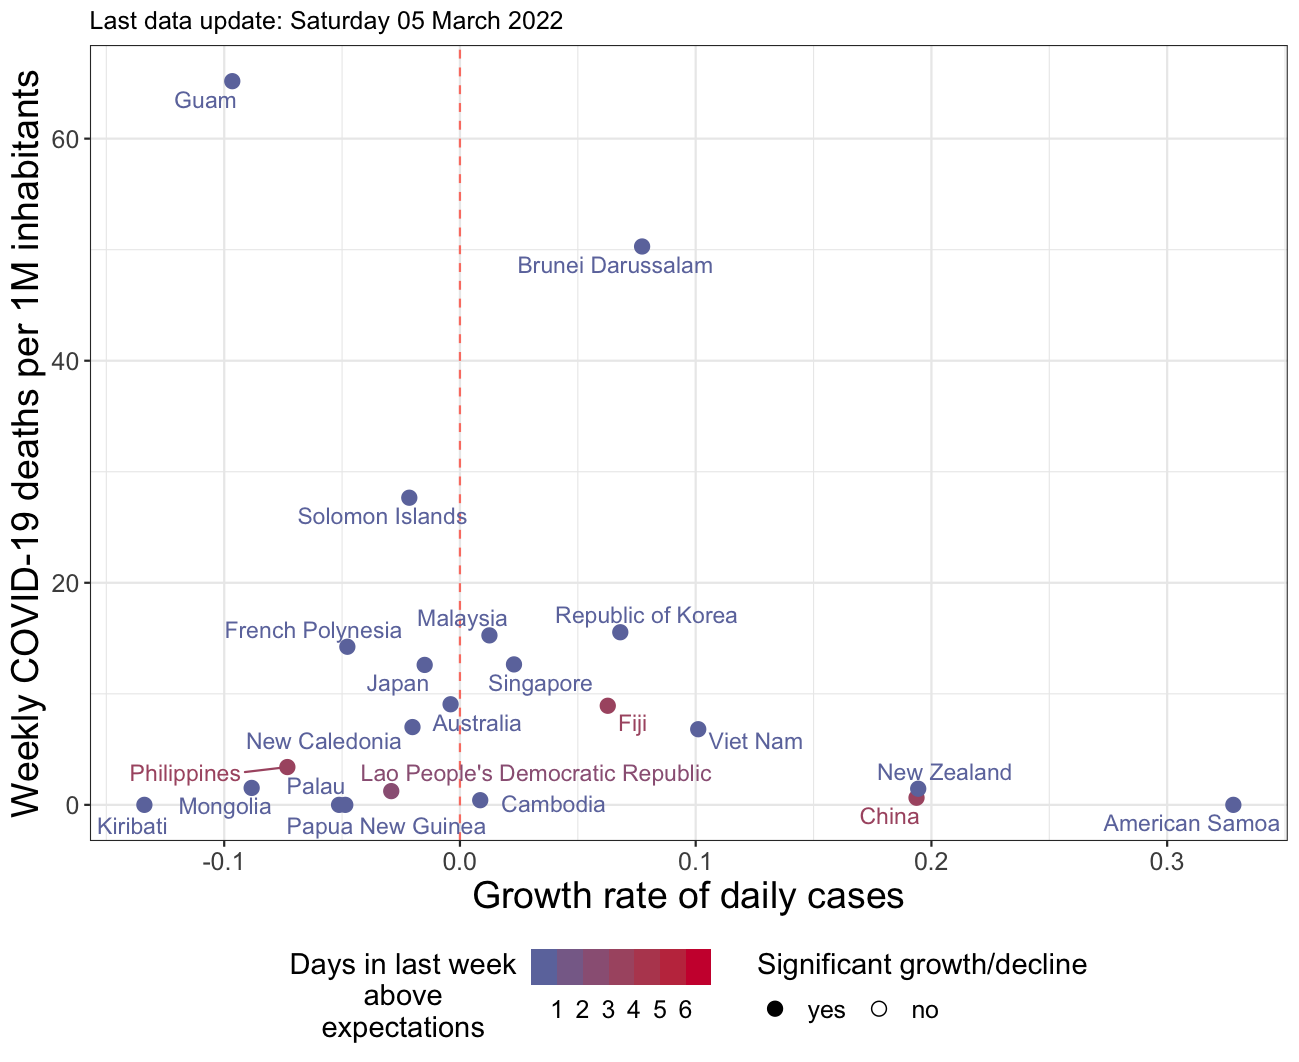 Last data update: Saturday 05 March 2022
Weekly COVID-19 deaths per 1M inhabitants
60
40
20
0
Guam
Brunei Darussalam
Solomon Islands
Malaysia
Republic of Korea
French Polynesia
Japan
Singapore
Australia
Fiji
New Caledonia
Viet Nam
Philippines
Lao People's Democratic Republic
New Zealand
Palau
Mongolia
Cambodia
China
Kiribati
Papua New Guinea
American Samoa
-0.1
0.0
0.1
0.2
0.3
Growth rate of daily cases
Days in last week
above
expectations
1 2 3 4 5 6
Significant growth/decline
yes no